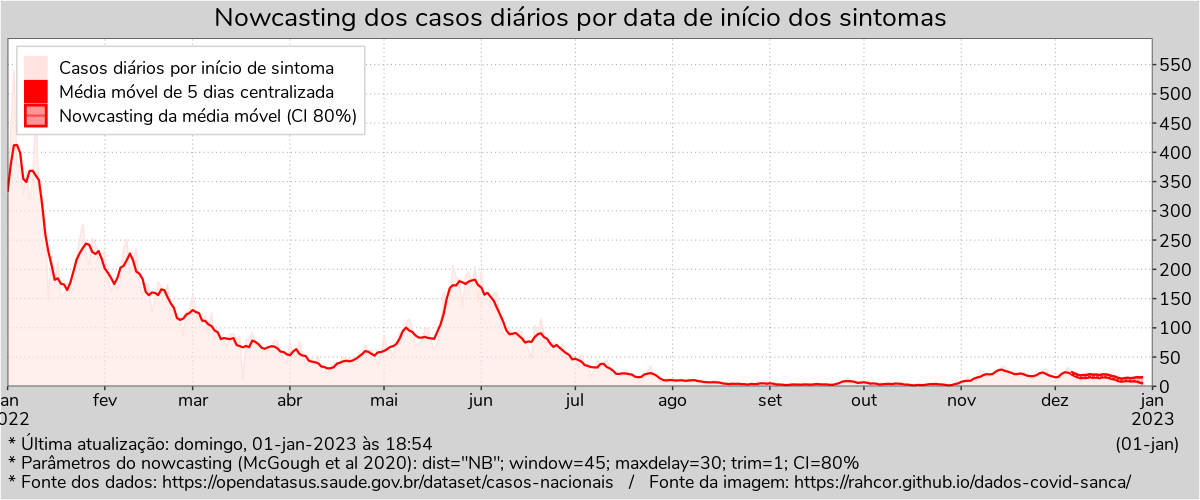 Nowcasting dos casos diários por data de início dos sintomas
Casos diários por início de sintoma
Média móvel de 5 dias centralizada
Nowcasting da média móvel (CI 80%)
550
500
450
400
350
300
250
200
150
100
50
0
an fev mar abr mai jun jul ago set out nov dez jan
022 2023
* Última atualização: domingo, 01-jan-2023 às 18:54 (01-jan)
* Parâmetros do nowcasting (McGough et al 2020): dist="NB"; window=45; maxdelay=30; trim=1; CI=80%
* Fonte dos dados: https://opendatasus.saude.gov.br/dataset/casos-nacionais / Fonte da imagem: https://rahcor.github.io/dados-covid-sanca/